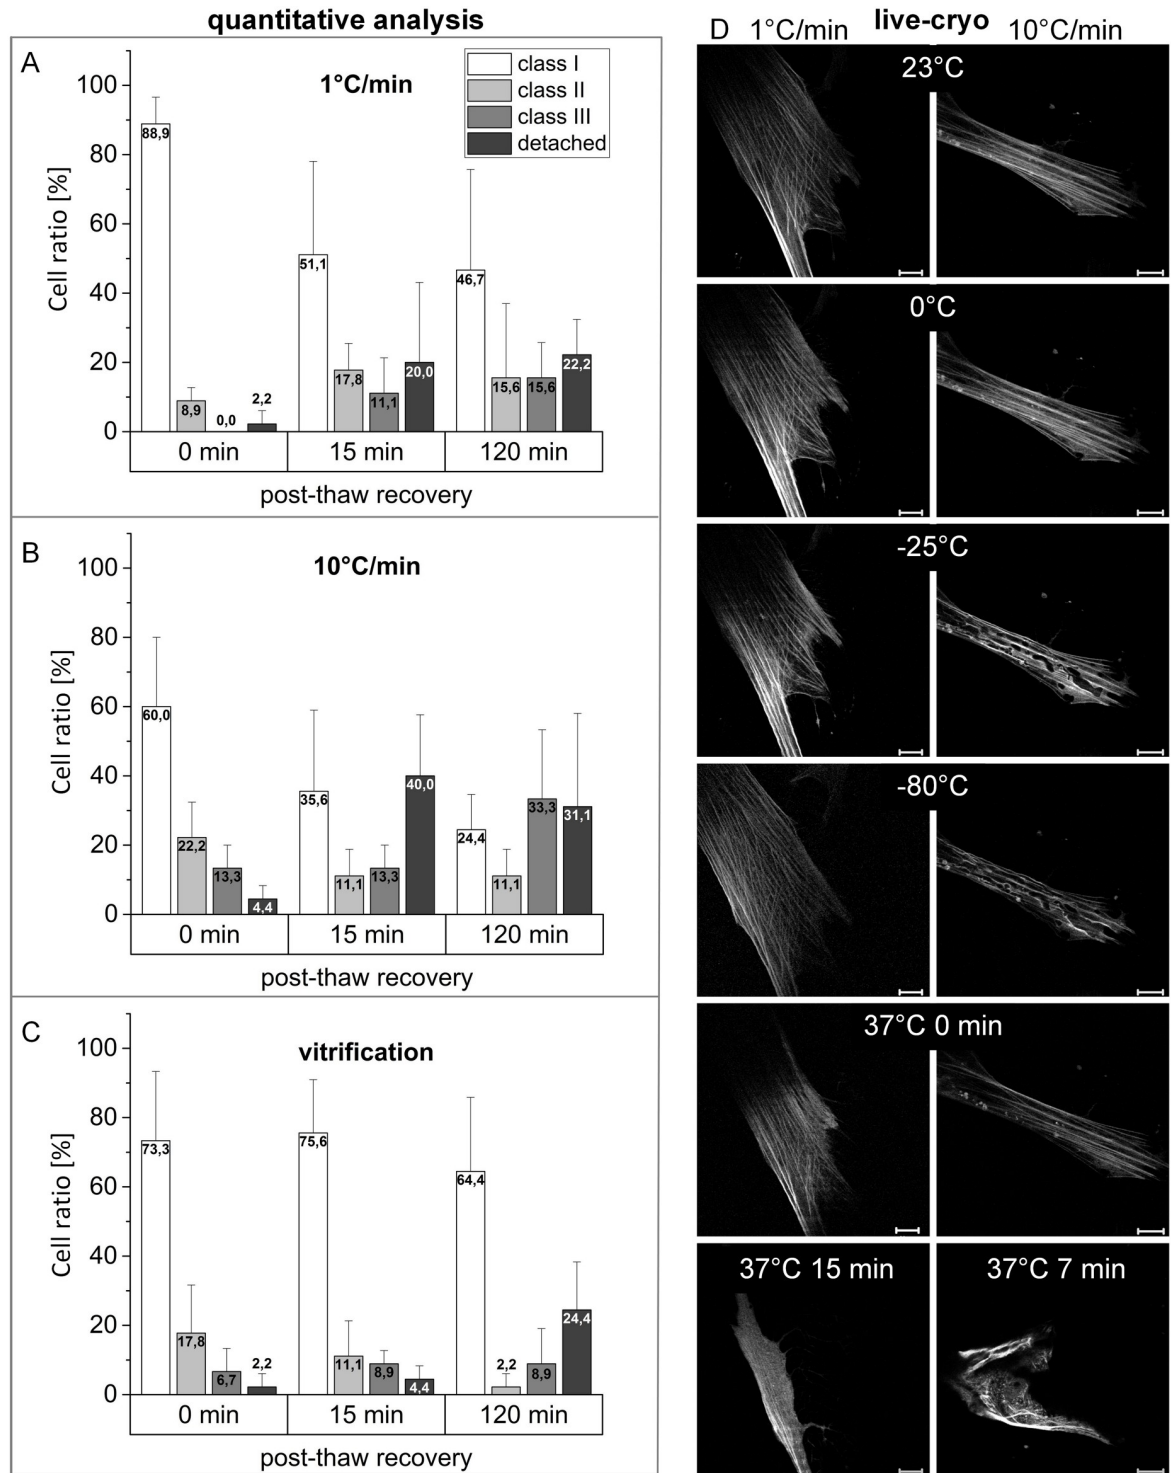 quantitative analysis
A
1°C/min
class I
class II
class III
detached
Cell ratio [%]
100
80
60
40
20
0
88,9
8,9
0,0
2,2
51,1
17,8
11,1
20,0
46,7
15,6
15,6
22,2
0 min
15 min
120 min
post-thaw recovery
B
10°C/min
Cell ratio [%]
100
80
60
40
20
0
60,0
22,2
13,3
4,4
35,6
11,1
13,3
40,0
24,4
11,1
33,3
31,1
0 min
15 min
120 min
post-thaw recovery
C
vitrification
Cell ratio [%]
100
80
60
40
20
0
73,3
17,8
6,7
2,2
75,6
11,1
8,9
4,4
64,4
2,2
8,9
24,4
0 min
15 min
120 min
post-thaw recovery
D 1°C/min live-cryo 10°C/min
23°C
0°C
-25°C
-80°C
37°C 0 min
37°C 15 min
37°C 7 min